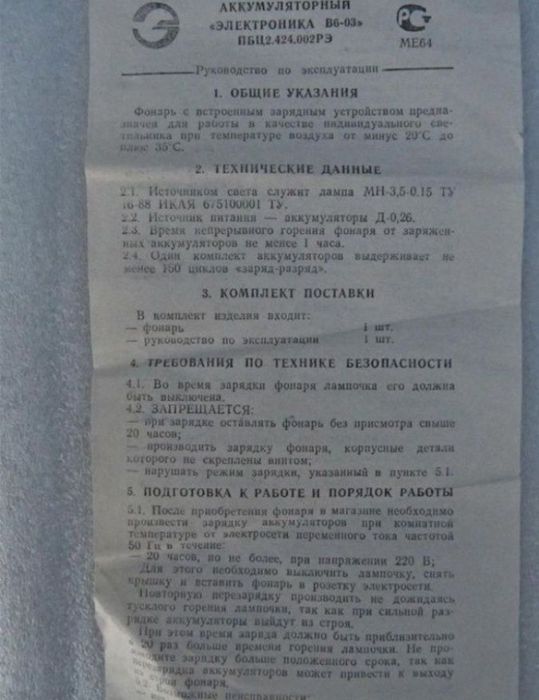 АККУМУЛЯТОРНЫЙ
«ЭЛЕКТРОНИКА В6-03»
ПБЦ2.424.002РЭ
МЕ64
Руководство по эксплуатации
1. ОБЩИЕ УКАЗАНИЯ
Фонарь с встроенным зарядным устройством предна-
значен для работы в качестве индивидуального све-
тильника при температуре воздуха от минус 20°С до
плюс 35°С.
2. ТЕХНИЧЕСКИЕ ДАННЫЕ
2.1. Источником света служит лампа МН-3,5-0.15 ТУ
16-88 ИКАЯ 675100001 ТУ.
2.2. Источник питания — аккумуляторы Д-0,26.
2.3. Время непрерывного горения фонаря от заряжен-
ных аккумуляторов не менее 1 часа.
2.4. Один комплект аккумуляторов выдерживает не
менее 150 циклов «заряд-разряд».
3. КОМПЛЕКТ ПОСТАВКИ
В комплект изделия входит:
— фонарь 1 шт.
— руководство по эксплуатации 1 шт.
4. ТРЕБОВАНИЯ ПО ТЕХНИКЕ БЕЗОПАСНОСТИ
4.1. Во время зарядки фонаря лампочка его должна
быть выключена.
4.2. ЗАПРЕЩАЕТСЯ:
— при зарядке оставлять фонарь без присмотра свыше
20 часов;
— производить зарядку фонаря, корпусные детали
которого не скреплены винтом;
— нарушать режим зарядки, указанный в пункте 5.1.
5. ПОДГОТОВКА К РАБОТЕ И ПОРЯДОК РАБОТЫ
5.1. После приобретения фонаря в магазине необходимо
произвести зарядку аккумуляторов при комнатной
температуре от электросети переменного тока частотой
50 Гц в течение:
— 20 часов, но не более, при напряжении 220 В;
Для этого необходимо выключить лампочку, снять
крышку и вставить фонарь в розетку электросети.
Повторную перезарядку производить не дожидаясь
тусклого горения лампочки, так как при сильной раз-
рядке аккумуляторы выйдут из строя.
При этом время заряда должно быть приблизительно
в 20 раз больше времени горения лампочки. Не про-
изводите зарядку больше положенного срока, так как
перезарядка аккумуляторов может привести к выходу
из строя фонаря.
Возможные неисправности: